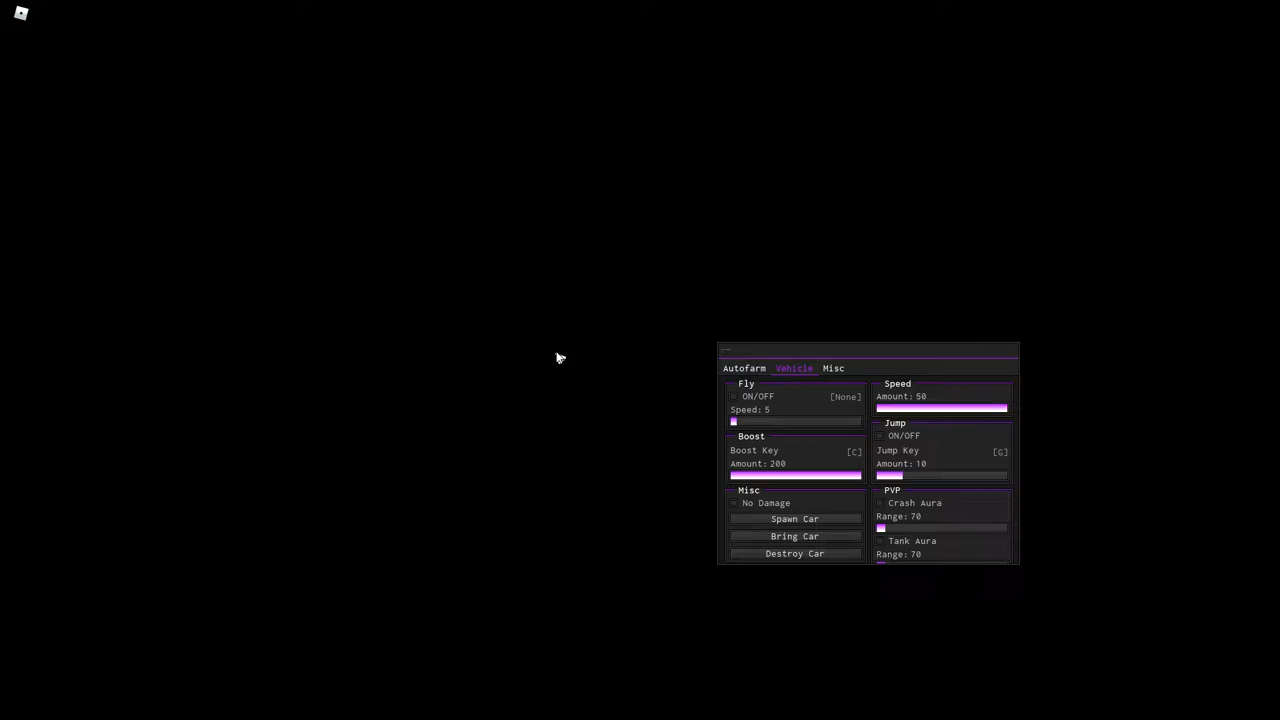 Autofarm Vehicle Misc
Fly
ON/OFF [None]
Speed: 5
Boost
Boost Key [C]
Amount: 200
Misc
No Damage
Spawn Car
Bring Car
Destroy Car
Speed
Amount: 50
Jump
ON/OFF
Jump Key [G]
Amount: 10
PVP
Crash Aura
Range: 70
Tank Aura
Range: 70